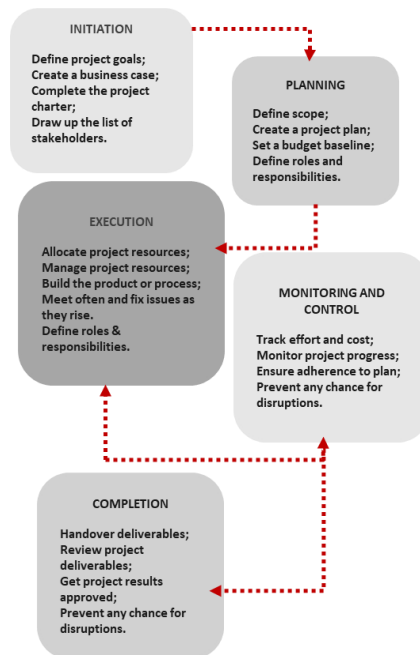 INITIATION
Define project goals;
Create a business case;
Complete the project
charter;
Draw up the list of
stakeholders.
PLANNING
Define scope;
Create a project plan;
Set a budget baseline;
Define roles and
responsibilities.
EXECUTION
Allocate project resources;
Manage project resources;
Build the product or process;
Meet often and fix issues as
they rise.
Define roles &
responsibilities.
MONITORING AND
CONTROL
Track effort and cost;
Monitor project progress;
Ensure adherence to plan;
Prevent any chance for
disruptions.
COMPLETION
Handover deliverables;
Review project
deliverables;
Get project results
approved;
Prevent any chance for
disruptions.